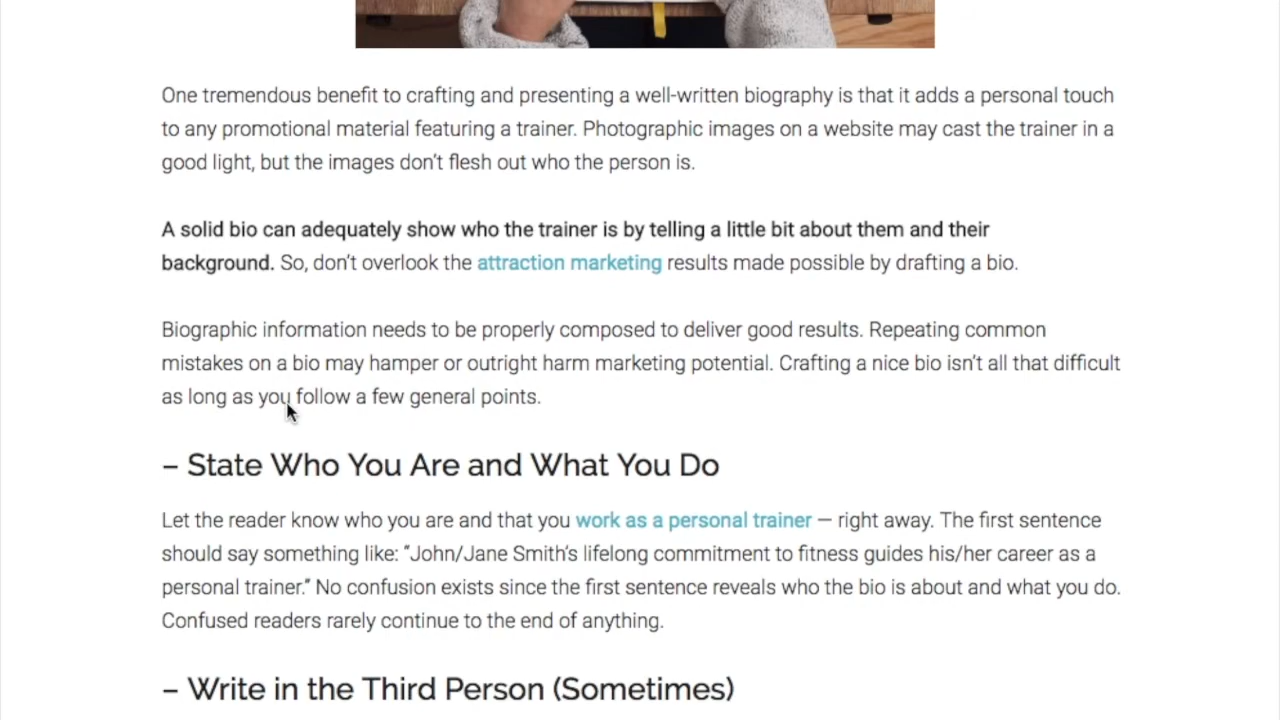 One tremendous benefit to crafting and presenting a well-written biography is that it adds a personal touch
to any promotional material featuring a trainer. Photographic images on a website may cast the trainer in a
good light, but the images don’t flesh out who the person is.
A solid bio can adequately show who the trainer is by telling a little bit about them and their
background. So, don’t overlook the attraction marketing results made possible by drafting a bio.
Biographic information needs to be properly composed to deliver good results. Repeating common
mistakes on a bio may hamper or outright harm marketing potential. Crafting a nice bio isn’t all that difficult
as long as you follow a few general points.
– State Who You Are and What You Do
Let the reader know who you are and that you work as a personal trainer — right away. The first sentence
should say something like: “John/Jane Smith’s lifelong commitment to fitness guides his/her career as a
personal trainer.” No confusion exists since the first sentence reveals who the bio is about and what you do.
Confused readers rarely continue to the end of anything.
– Write in the Third Person (Sometimes)